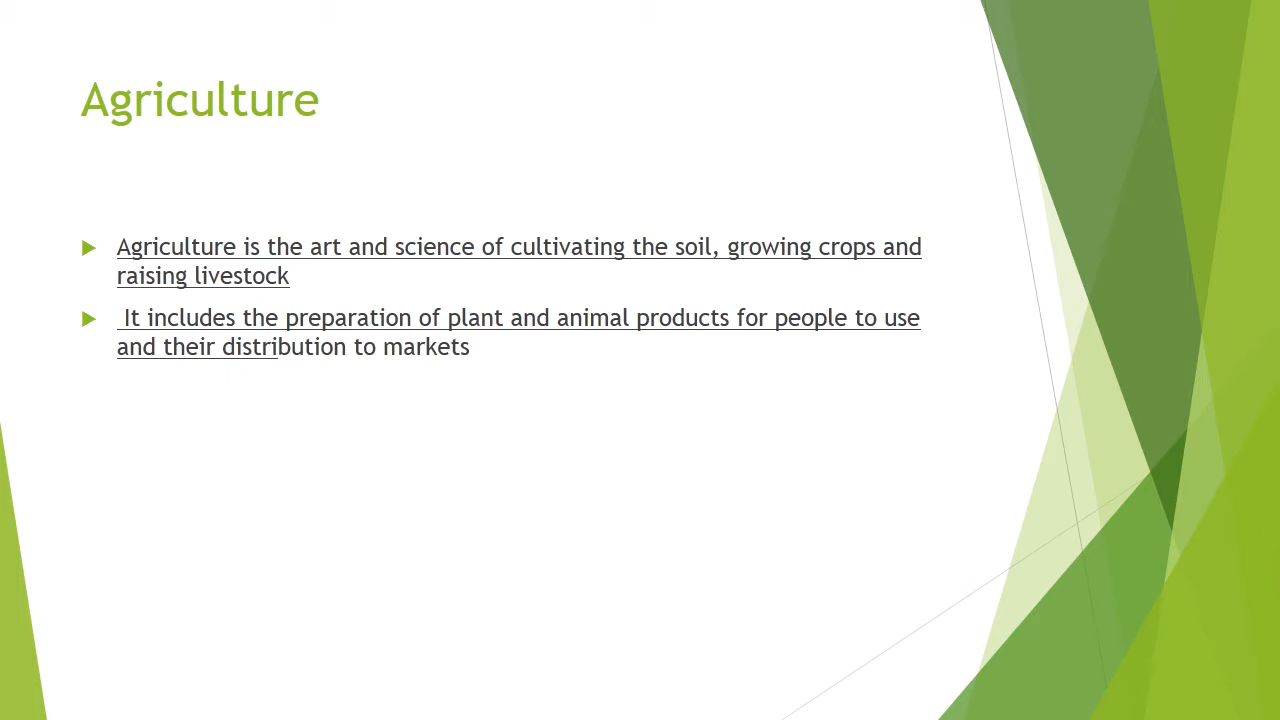 Agriculture
Agriculture is the art and science of cultivating the soil, growing crops and
raising livestock
It includes the preparation of plant and animal products for people to use
and their distribution to markets